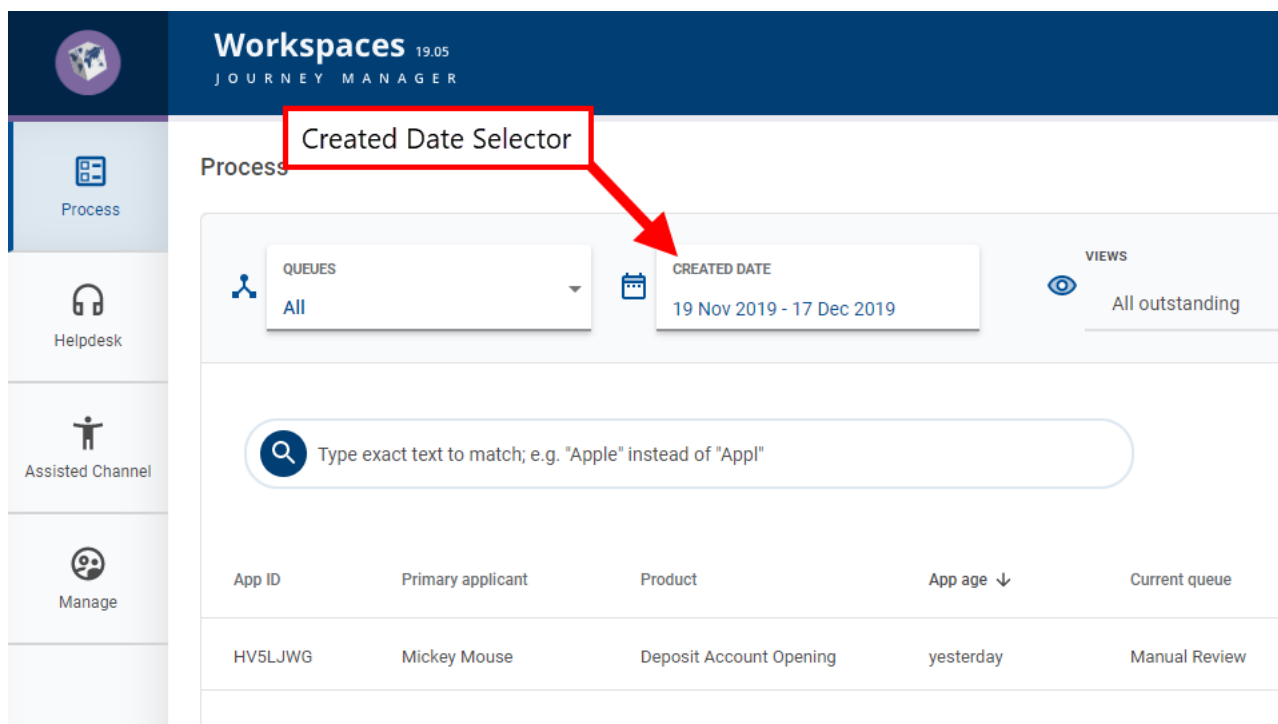 Workspaces 19.05
JOURNEY MANAGER
Created Date Selector
Process
Process
Helpdesk
Assisted Channel
Manage
QUEUES
All
CREATED DATE
19 Nov 2019 - 17 Dec 2019
VIEWS
All outstanding
Type exact text to match; e.g. "Apple" instead of "Appl"
App ID Primary applicant Product App age Current queue
HV5LJWG Mickey Mouse Deposit Account Opening yesterday Manual Review